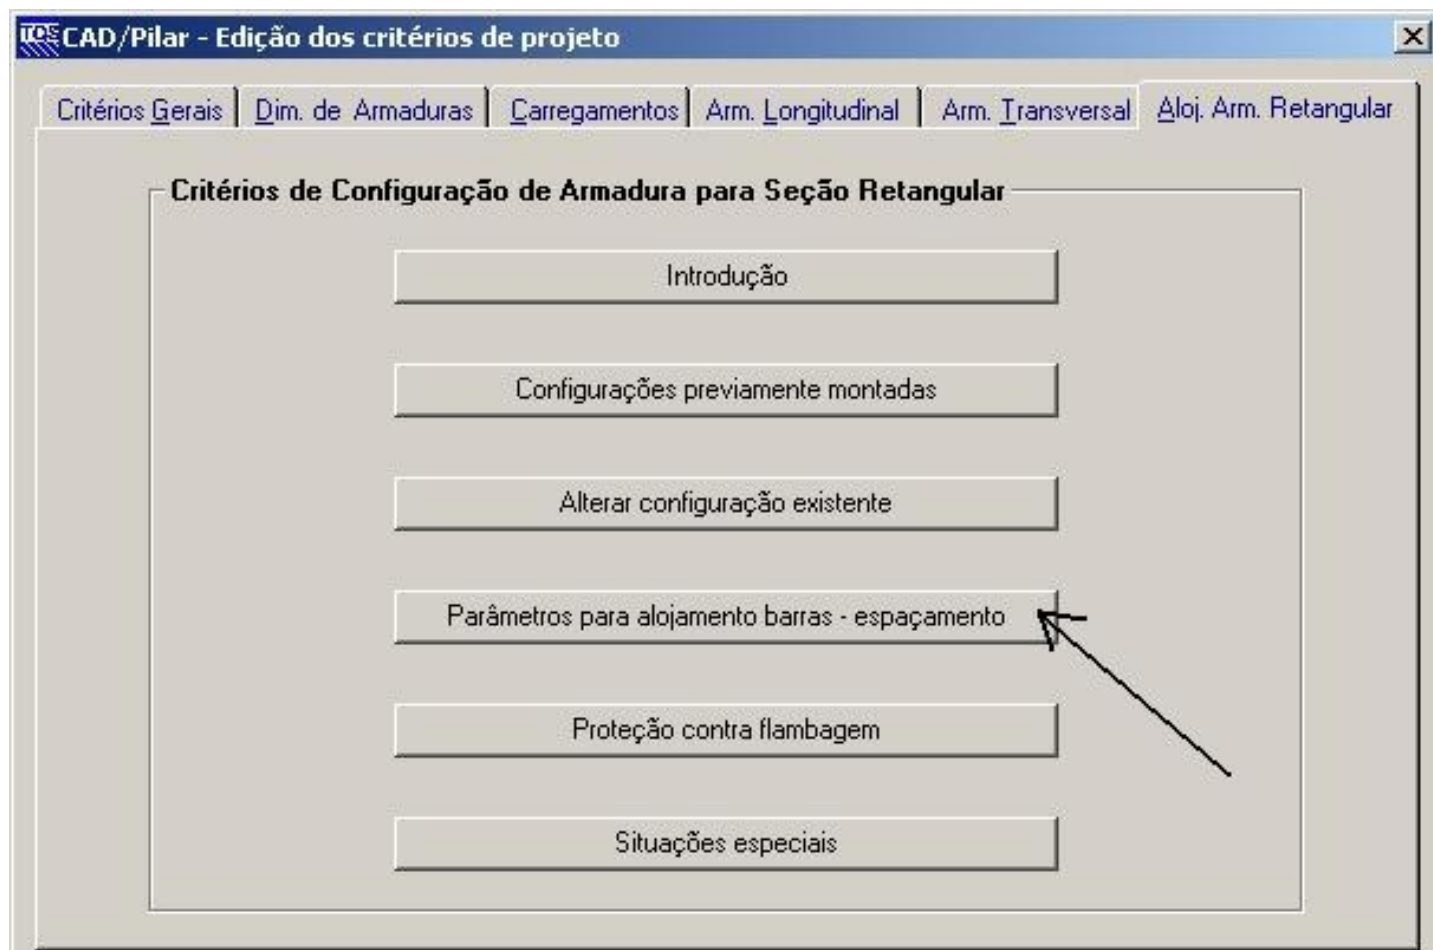 TQS CAD/Pilar - Edição dos critérios de projeto
Critérios Gerais Dim. de Armaduras Carregamentos Arm. Longitudinal Arm. Transversal Aloj. Arm. Retangular
Critérios de Configuração de Armadura para Seção Retangular
Introdução
Configurações previamente montadas
Alterar configuração existente
Parâmetros para alojamento barras - espaçamento
Proteção contra flambagem
Situações especiais